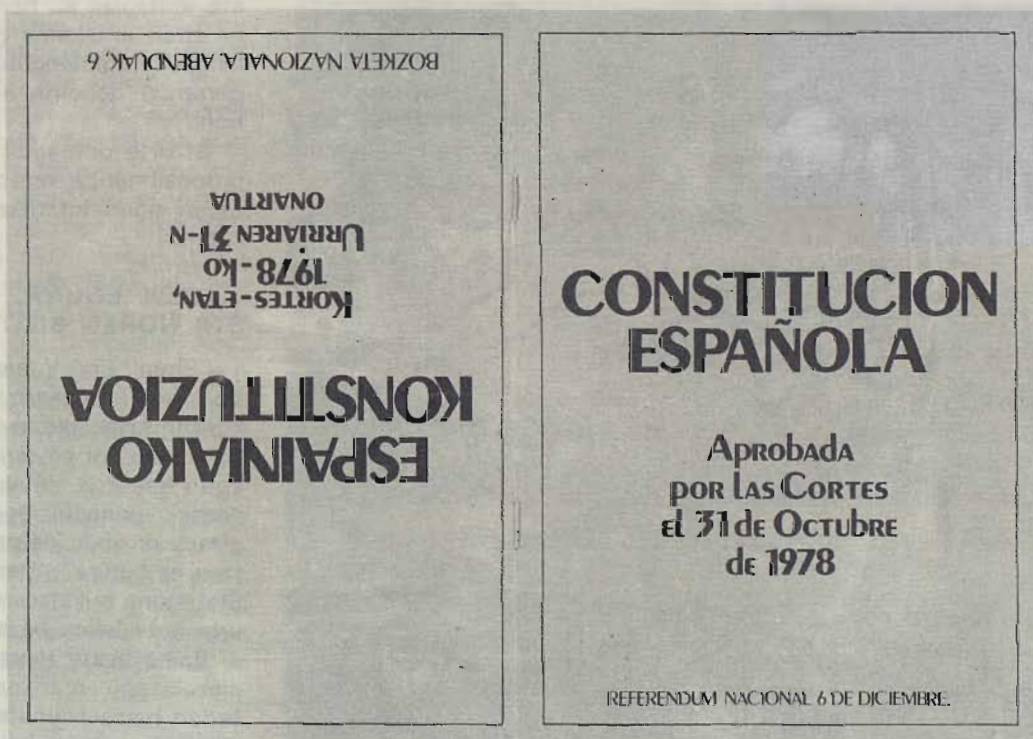 ESPAINIAKO
KONSTITUZIOA
KORTES-ETAN,
1978-ko
URRIAREN 31-N
ONARTUA
BOZKETA NAZIONALA, ABENDUAK, 6
CONSTITUCION
ESPAÑOLA
APROBADA
POR LAS CORTES
EL 31 DE OCTUBRE
DE 1978
REFERENDUM NACIONAL 6 DE DICIEMBRE.